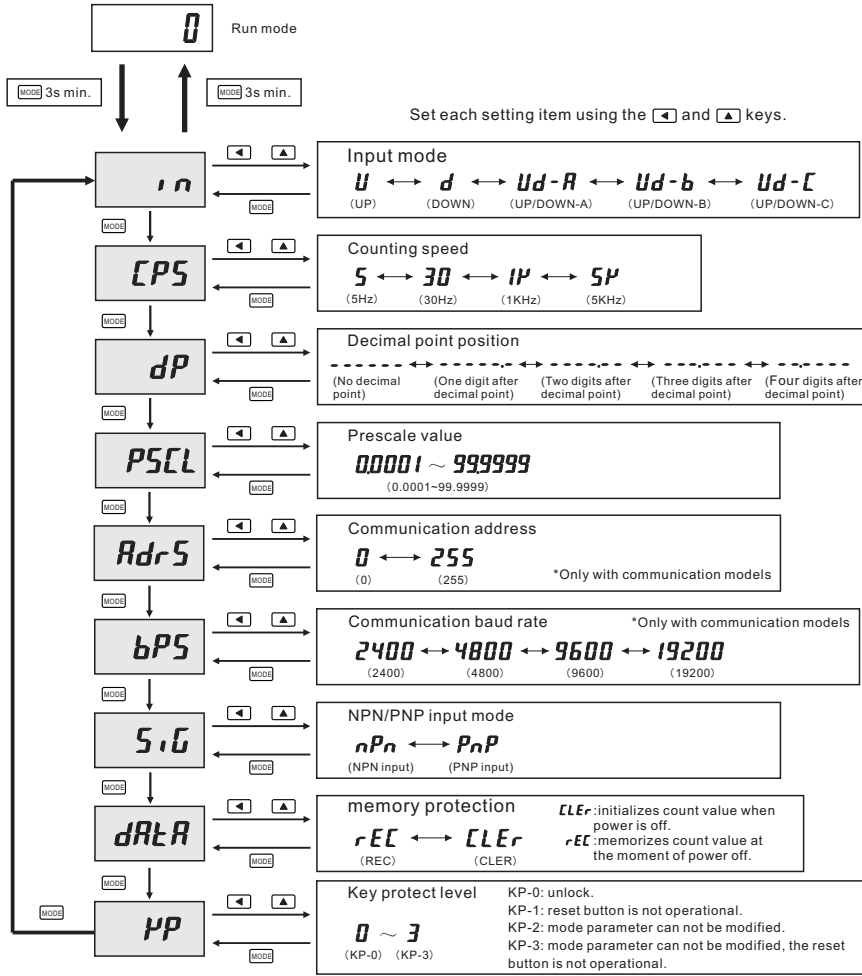 0
Run mode
MODE 3s min.
MODE 3s min.
Set each setting item using the ◀ and ▲ keys.
in
MODE
Input mode
U ↔ d ↔ Ud-A ↔ Ud-b ↔ Ud-C
(UP) (DOWN) (UP/DOWN-A) (UP/DOWN-B) (UP/DOWN-C)
MODE
CPS
MODE
Counting speed
5 ↔ 30 ↔ 1K ↔ 5K
(5Hz) (30Hz) (1KHz) (5KHz)
MODE
dP
MODE
Decimal point position
------ ↔ -----.- ↔ ----.-- ↔ ---.--- ↔ --.----
(No decimal point) (One digit after decimal point) (Two digits after decimal point) (Three digits after decimal point) (Four digits after decimal point)
MODE
PSCL
MODE
Prescale value
0.0001 ~ 99.9999
(0.0001~99.9999)
MODE
AdrS
MODE
Communication address
0 ↔ 255
(0) (255) *Only with communication models
MODE
bPS
MODE
Communication baud rate *Only with communication models
2400 ↔ 4800 ↔ 9600 ↔ 19200
(2400) (4800) (9600) (19200)
MODE
SiG
MODE
NPN/PNP input mode
nPn ↔ PnP
(NPN input) (PNP input)
MODE
dAtA
MODE
memory protection
rEC ↔ CLEr
(REC) (CLER)
CLEr:initializes count value when
power is off.
rEC:memorizes count value at
the moment of power off.
MODE
KP
MODE
Key protect level
0 ~ 3
(KP-0) (KP-3)
KP-0: unlock.
KP-1: reset button is not operational.
KP-2: mode parameter can not be modified.
KP-3: mode parameter can not be modified, the reset
button is not operational.
MODE